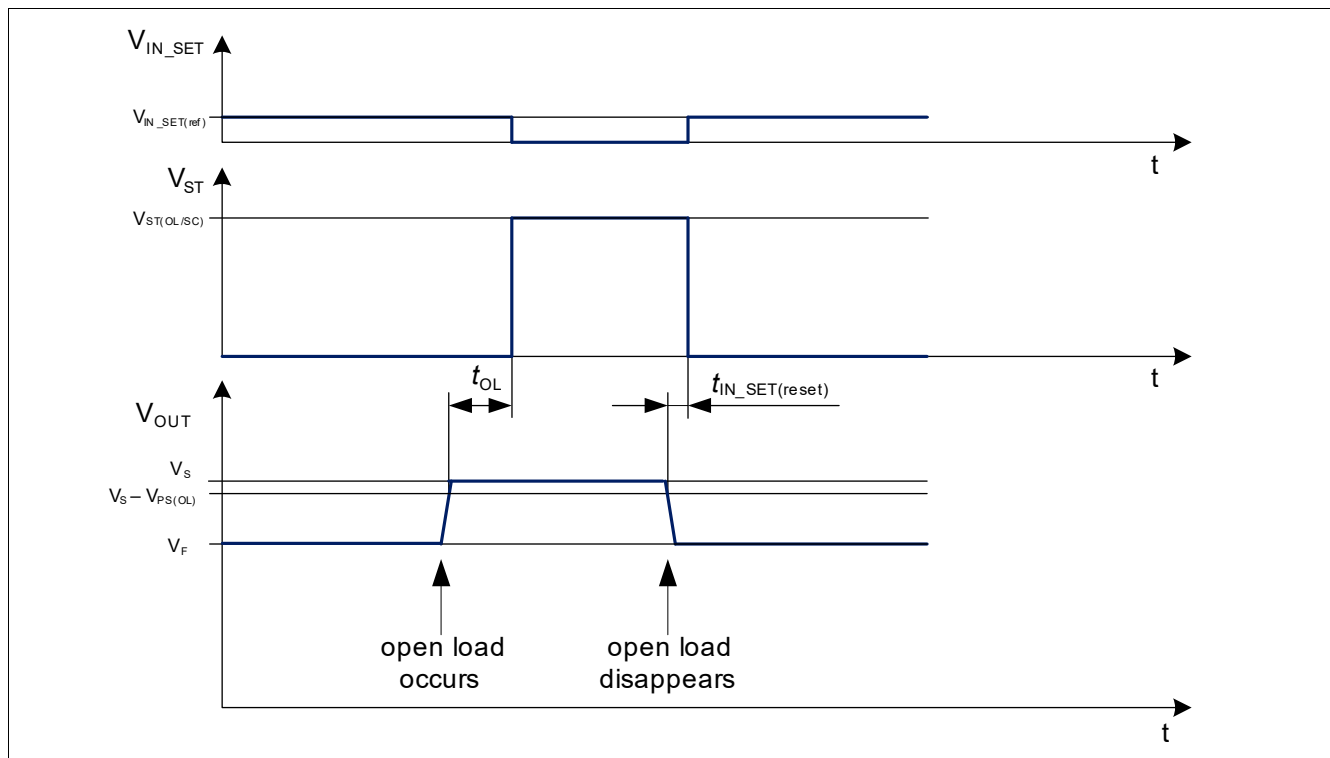 V_IN_SET
V_IN_SET(ref)
t
V_ST
V_ST(OL/SC)
t
t_OL
t_IN_SET(reset)
V_OUT
V_S
V_S – V_PS(OL)
V_F
open load
occurs
open load
disappears
t